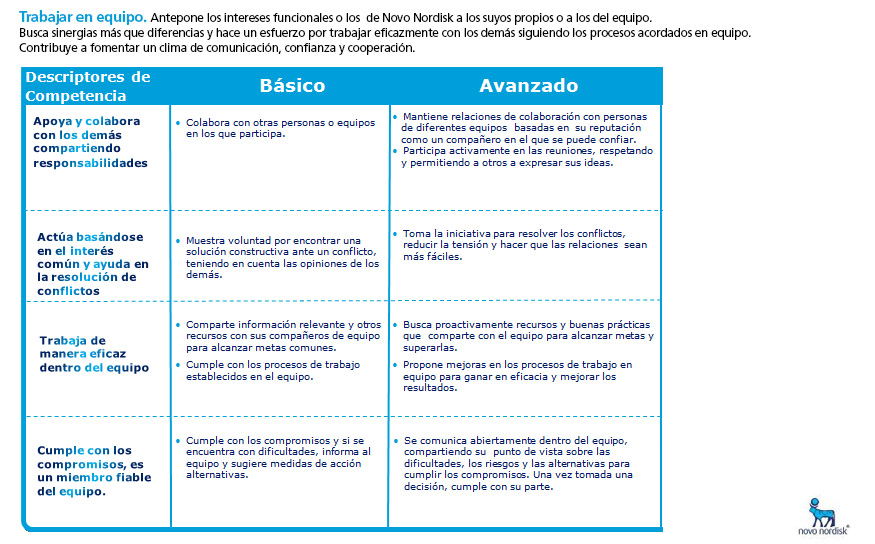 Trabajar en equipo. Antepone los intereses funcionales o los de Novo Nordisk a los suyos propios o a los del equipo.
Busca sinergias más que diferencias y hace un esfuerzo por trabajar eficazmente con los demás siguiendo los procesos acordados en equipo.
Contribuye a fomentar un clima de comunicación, confianza y cooperación.
Descriptores de
Competencia
Básico
Avanzado
Apoya y colabora
con los demás
compartiendo
responsabilidades
• Colabora con otras personas o equipos
en los que participa.
• Mantiene relaciones de colaboración con personas
de diferentes equipos basadas en su reputación
como un compañero en el que se puede confiar.
• Participa activamente en las reuniones, respetando
y permitiendo a otros a expresar sus ideas.
Actúa basándose
en el interés
común y ayuda en
la resolución de
conflictos
• Muestra voluntad por encontrar una
solución constructiva ante un conflicto,
teniendo en cuenta las opiniones de los
demás.
• Toma la iniciativa para resolver los conflictos,
reducir la tensión y hacer que las relaciones sean
más fáciles.
Trabaja de
manera eficaz
dentro del equipo
• Comparte información relevante y otros
recursos con sus compañeros de equipo
para alcanzar metas comunes.
• Cumple con los procesos de trabajo
establecidos en el equipo.
• Busca proactivamente recursos y buenas prácticas
que comparte con el equipo para alcanzar metas y
superarlas.
• Propone mejoras en los procesos de trabajo en
equipo para ganar en eficacia y mejorar los
resultados.
Cumple con los
compromisos, es
un miembro fiable
del equipo.
• Cumple con los compromisos y si se
encuentra con dificultades, informa al
equipo y sugiere medidas de acción
alternativas.
• Se comunica abiertamente dentro del equipo,
compartiendo su punto de vista sobre las
dificultades, los riesgos y las alternativas para
cumplir los compromisos. Una vez tomada una
decisión, cumple con su parte.
novo nordisk®